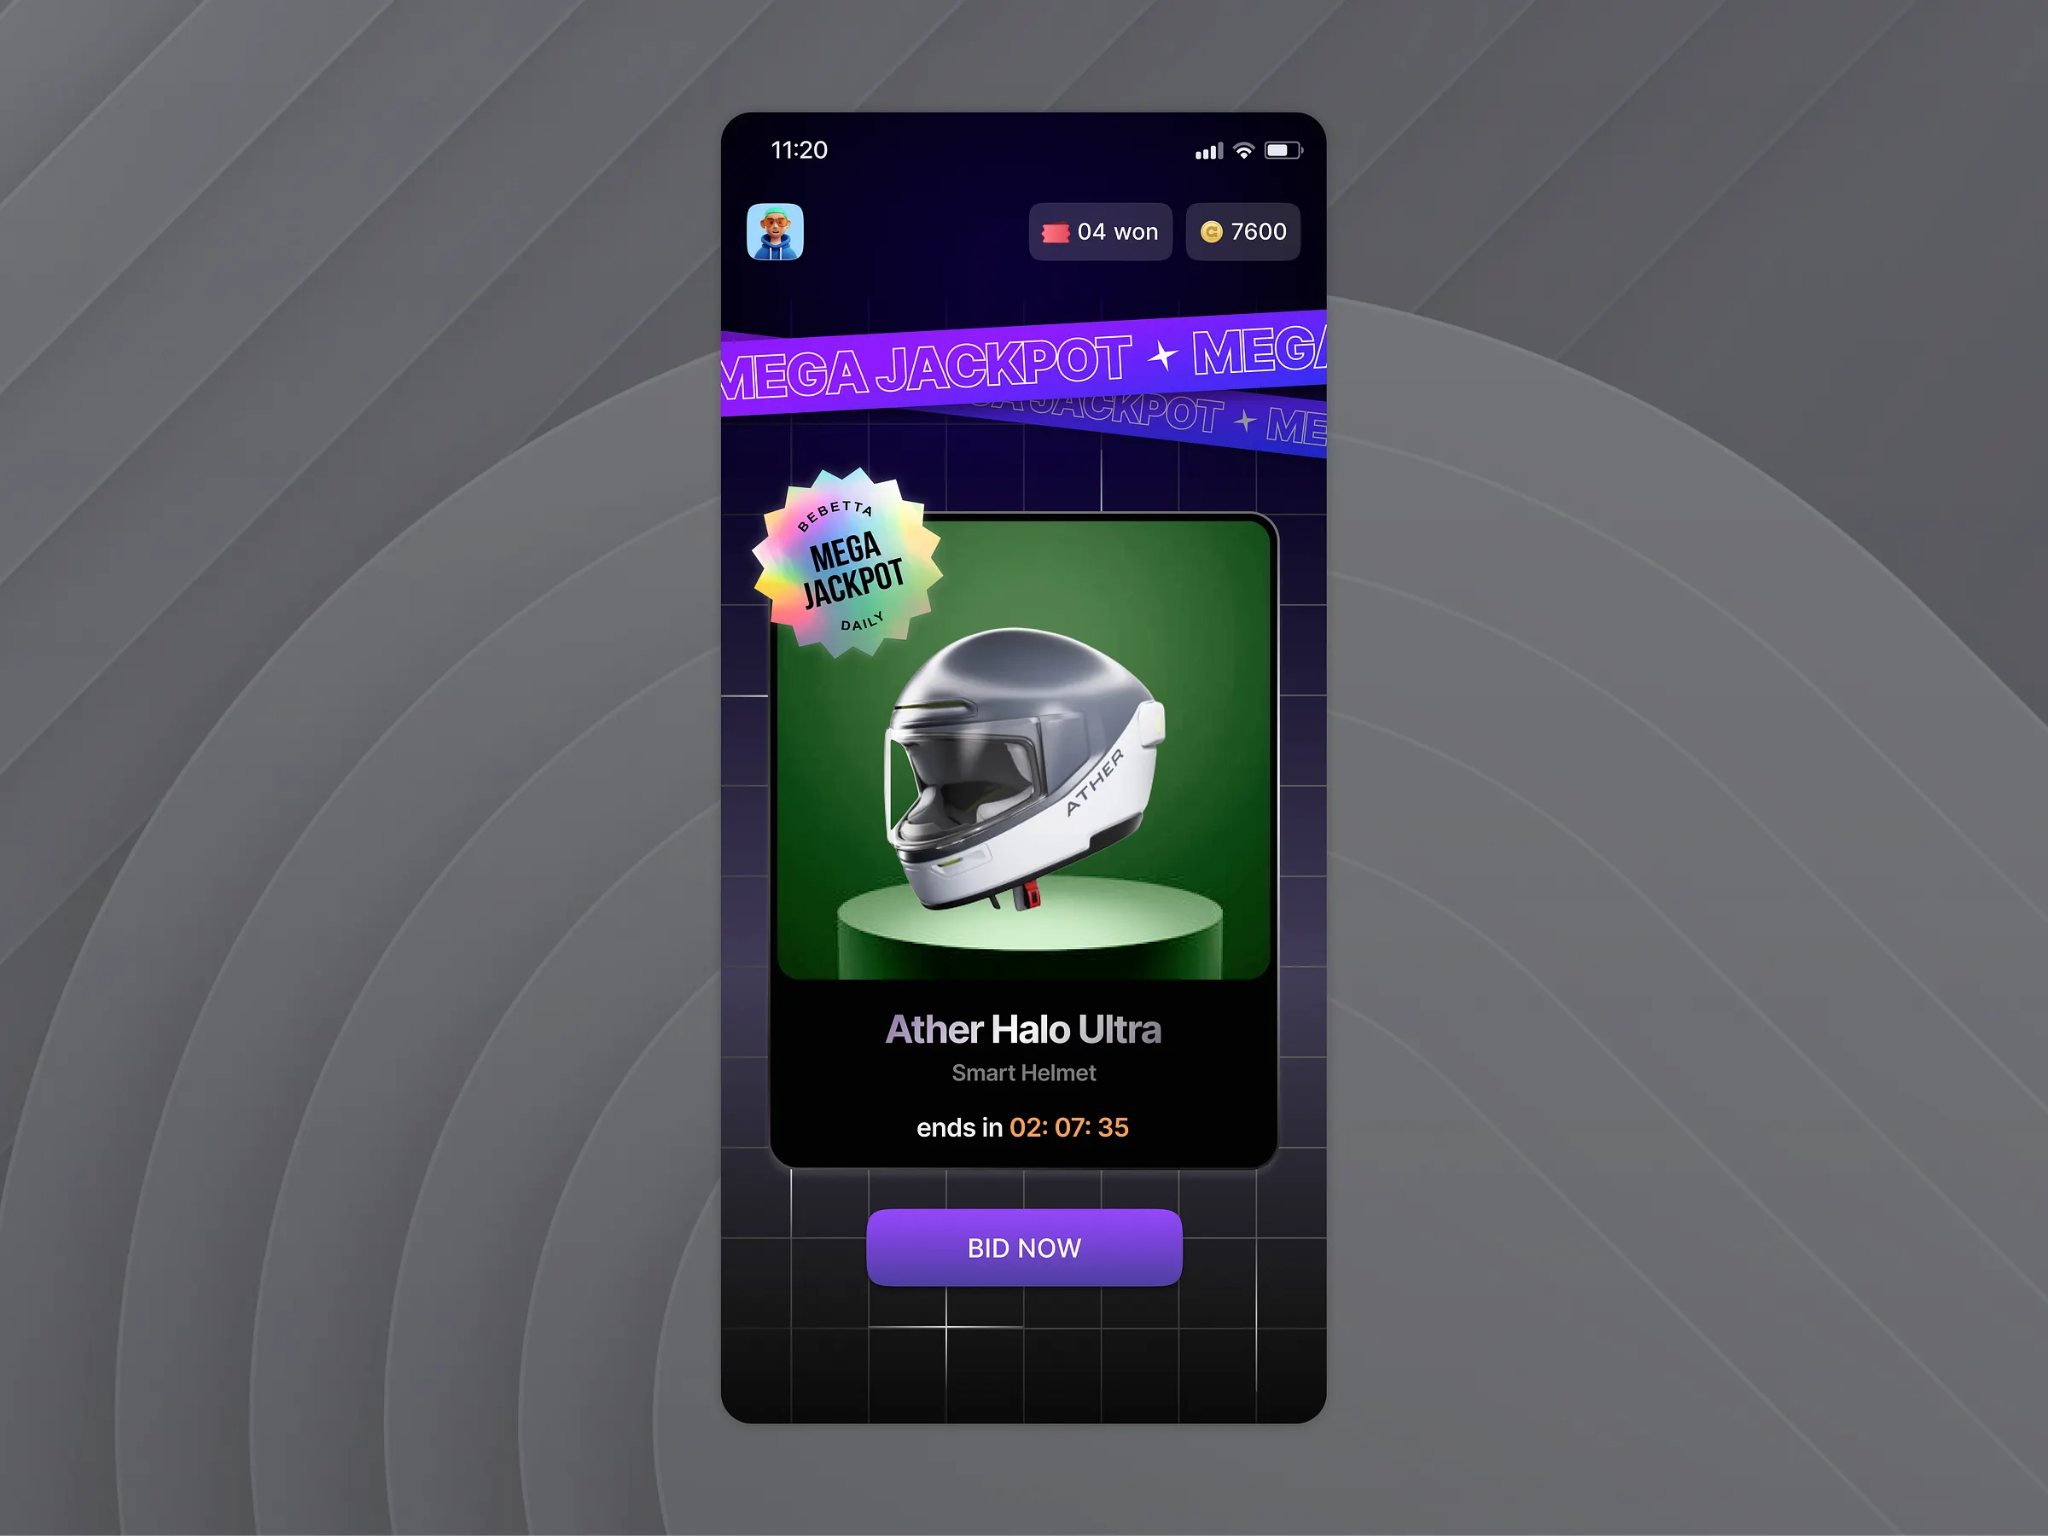 11:20
04 won
7600
MEGA JACKPOT ✦ MEGA
JACKPOT ✦ ME
BEBETTA
MEGA
JACKPOT
DAILY
ATHER
Ather Halo Ultra
Smart Helmet
ends in 02: 07: 35
BID NOW